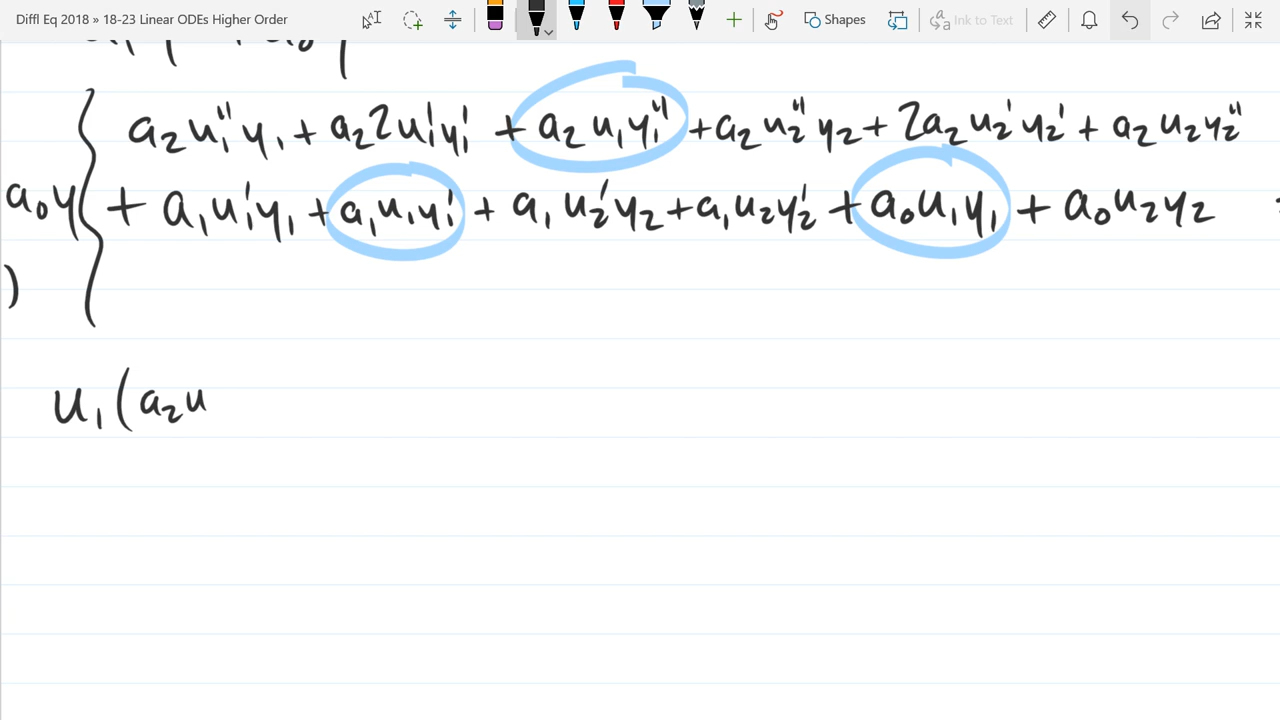 Diffl Eq 2018 » 18-23 Linear ODEs Higher Order
Shapes
Ink to Text
a₂u₁''y₁ + a₂2u₁'y₁' + a₂u₁y₁'' + a₂u₂''y₂ + 2a₂u₂'y₂' + a₂u₂y₂''
a₀y { + a₁u₁'y₁ + a₁u₁y₁' + a₁u₂'y₂ + a₁u₂y₂' + a₀u₁y₁ + a₀u₂y₂
)
u₁(a₂u